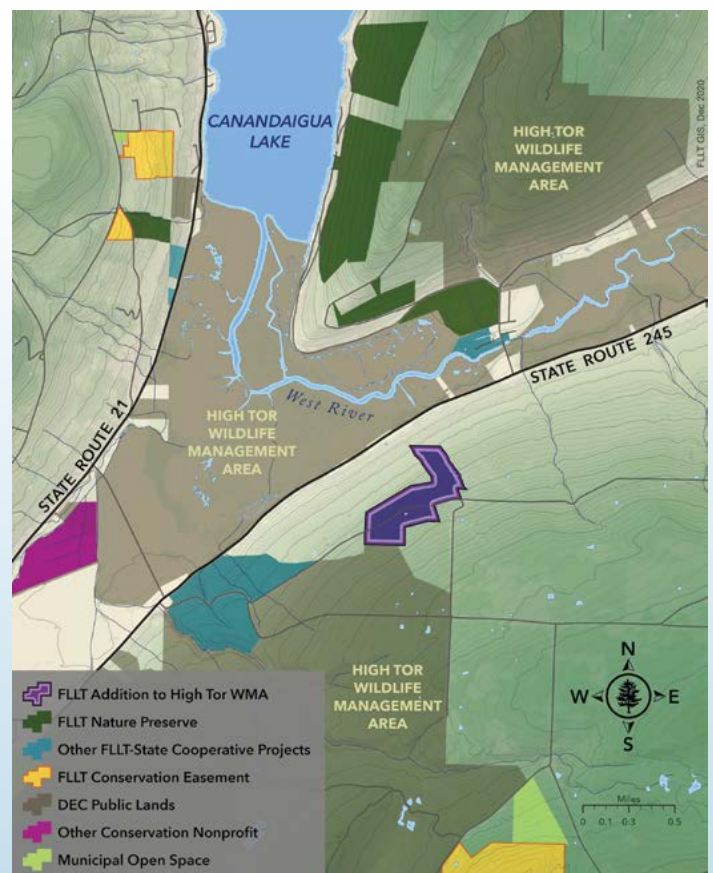 CANANDAIGUA
LAKE
HIGH TOR
WILDLIFE
MANAGEMENT
AREA
FLLT GIS, Dec 2020
STATE ROUTE 21
West River
STATE ROUTE 245
HIGH TOR
WILDLIFE
MANAGEMENT
AREA
HIGH TOR
WILDLIFE
MANAGEMENT
AREA
N
W
E
S
Miles
0 0.1 0.3 0.5
FLLT Addition to High Tor WMA
FLLT Nature Preserve
Other FLLT-State Cooperative Projects
FLLT Conservation Easement
DEC Public Lands
Other Conservation Nonprofit
Municipal Open Space